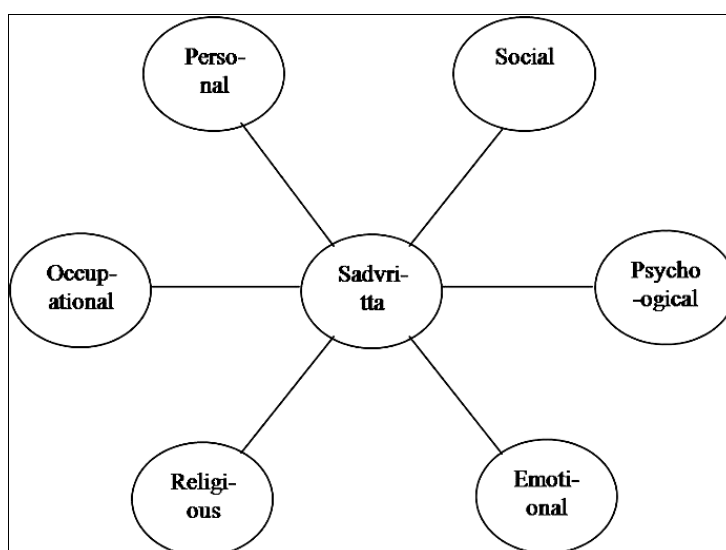 Perso-
nal
Social
Occup-
ational
Sadvri-
tta
Psycho
-ogical
Religi-
ous
Emoti-
onal